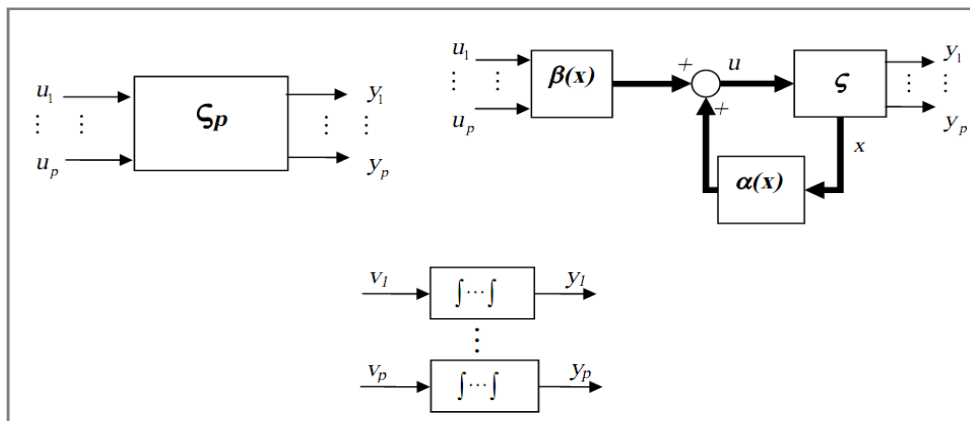 u1 y1
ςp
⋮ ⋮ ⋮ ⋮
up yp
u1
⋮ ⋮
up
β(x)
+
+
u
ς
y1
⋮ ⋮
yp
x
α(x)
v1 ∫⋯∫ y1
⋮
vp ∫⋯∫ yp